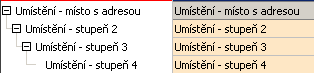 Umístění - místo s adresou Umístění - místo s adresou
Umístění - stupeň 2 Umístění - stupeň 2
Umístění - stupeň 3 Umístění - stupeň 3
Umístění - stupeň 4 Umístění - stupeň 4